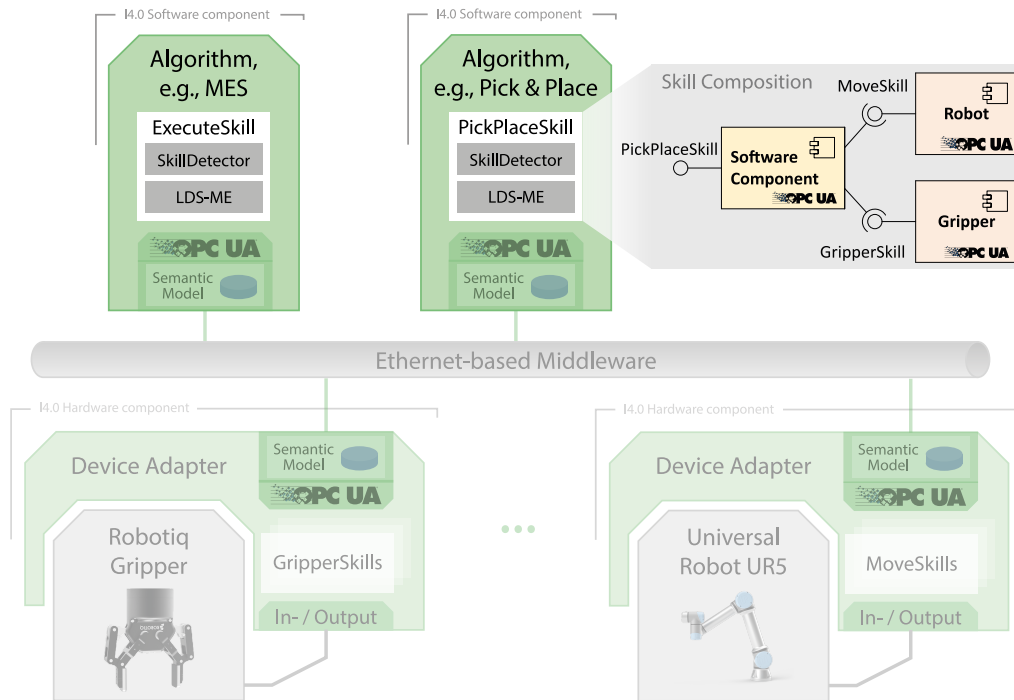 I4.0 Software component
Algorithm,
e.g., MES
ExecuteSkill
SkillDetector
LDS-ME
OPC UA
Semantic
Model
I4.0 Software component
Algorithm,
e.g., Pick & Place
PickPlaceSkill
SkillDetector
LDS-ME
OPC UA
Semantic
Model
Skill Composition
PickPlaceSkill
Software
Component
OPC UA
MoveSkill
Robot
OPC UA
GripperSkill
Gripper
OPC UA
Ethernet-based Middleware
I4.0 Hardware component
Device Adapter
Semantic
Model
OPC UA
Robotiq
Gripper
GripperSkills
In- / Output
I4.0 Hardware component
Device Adapter
Semantic
Model
OPC UA
Universal
Robot UR5
MoveSkills
In- / Output